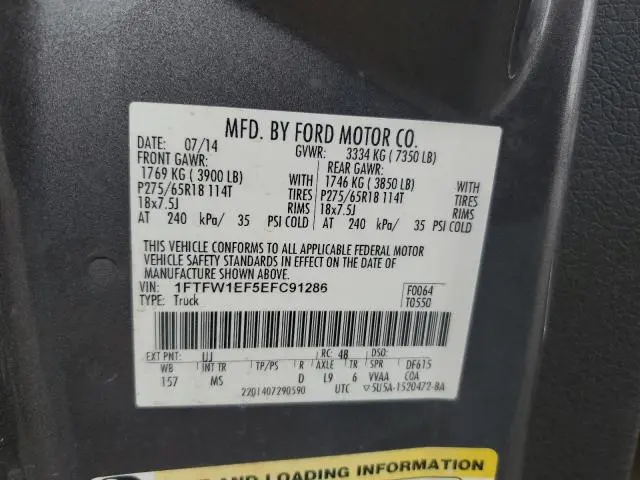 MFD. BY FORD MOTOR CO.
DATE: 07/14 GVWR: 3334 KG ( 7350 LB)
FRONT GAWR: REAR GAWR:
1769 KG ( 3900 LB) WITH 1746 KG ( 3850 LB) WITH
P275/65R18 114T TIRES P275/65R18 114T TIRES
18x7.5J RIMS 18x7.5J RIMS
AT 240 kPa/ 35 PSI COLD AT 240 kPa/ 35 PSI COLD
THIS VEHICLE CONFORMS TO ALL APPLICABLE FEDERAL MOTOR
VEHICLE SAFETY STANDARDS IN EFFECT ON THE DATE OF
MANUFACTURE SHOWN ABOVE.
VIN: 1FTFW1EF5EFC91286 F0064
TYPE: Truck T0550
EXT PNT: UJ RC: 48 DSO:
WB INT TR TP/PS R AXLE TR SPR DF615
157 MS D L9 6 VVAA COA
2201407290590 UTC 5U5A-1520472-BA
AND LOADING INFORMATION